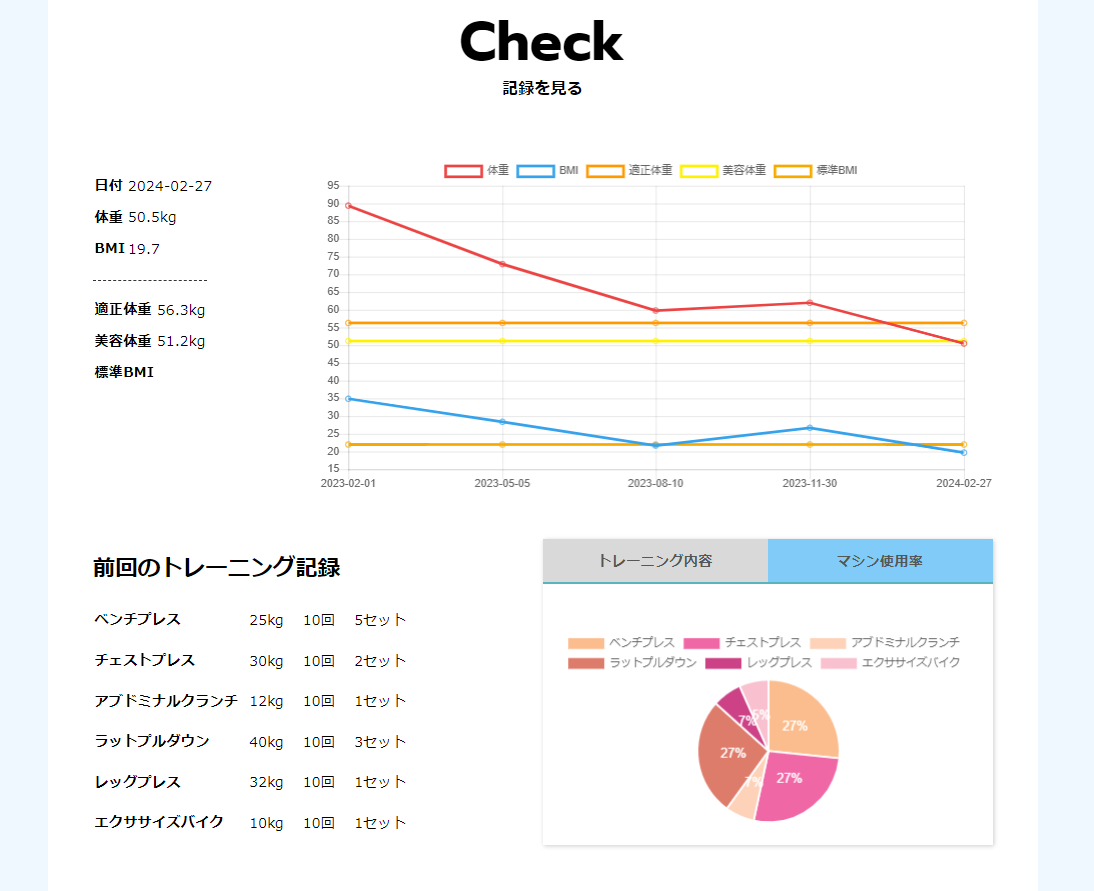 Check
記録を見る
日付 2024-02-27
体重 50.5kg
BMI 19.7
適正体重 56.3kg
美容体重 51.2kg
標準BMI
体重 BMI 適正体重 美容体重 標準BMI
95
90
85
80
75
70
65
60
55
50
45
40
35
30
25
20
15
2023-02-01 2023-05-05 2023-08-10 2023-11-30 2024-02-27
前回のトレーニング記録
ベンチプレス 25kg 10回 5セット
チェストプレス 30kg 10回 2セット
アブドミナルクランチ 12kg 10回 1セット
ラットプルダウン 40kg 10回 3セット
レッグプレス 32kg 10回 1セット
エクササイズバイク 10kg 10回 1セット
トレーニング内容 マシン使用率
ベンチプレス チェストプレス アブドミナルクランチ
ラットプルダウン レッグプレス エクササイズバイク
7% 6% 27%
27%
7% 27%